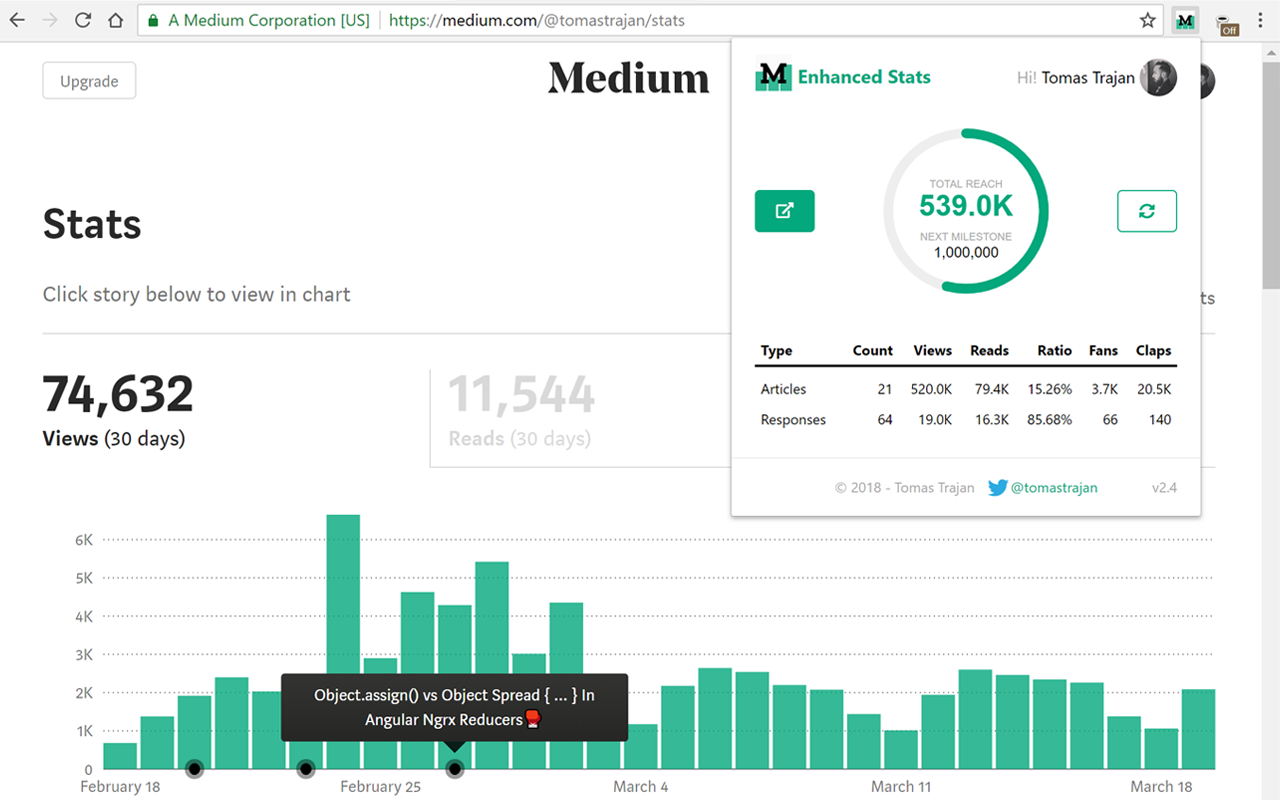 A Medium Corporation [US] https://medium.com/@tomastrajan/stats
M
Off
Upgrade
Medium
M Enhanced Stats
Hi! Tomas Trajan
TOTAL REACH
539.0K
NEXT MILESTONE
1,000,000
Stats
Click story below to view in chart
ts
Type Count Views Reads Ratio Fans Claps
Articles 21 520.0K 79.4K 15.26% 3.7K 20.5K
Responses 64 19.0K 16.3K 85.68% 66 140
© 2018 - Tomas Trajan @tomastrajan v2.4
74,632
Views (30 days)
11,544
Reads (30 days)
6K
5K
4K
3K
2K
1K
0
Object.assign() vs Object Spread { ... } In
Angular Ngrx Reducers
February 18 February 25 March 4 March 11 March 18